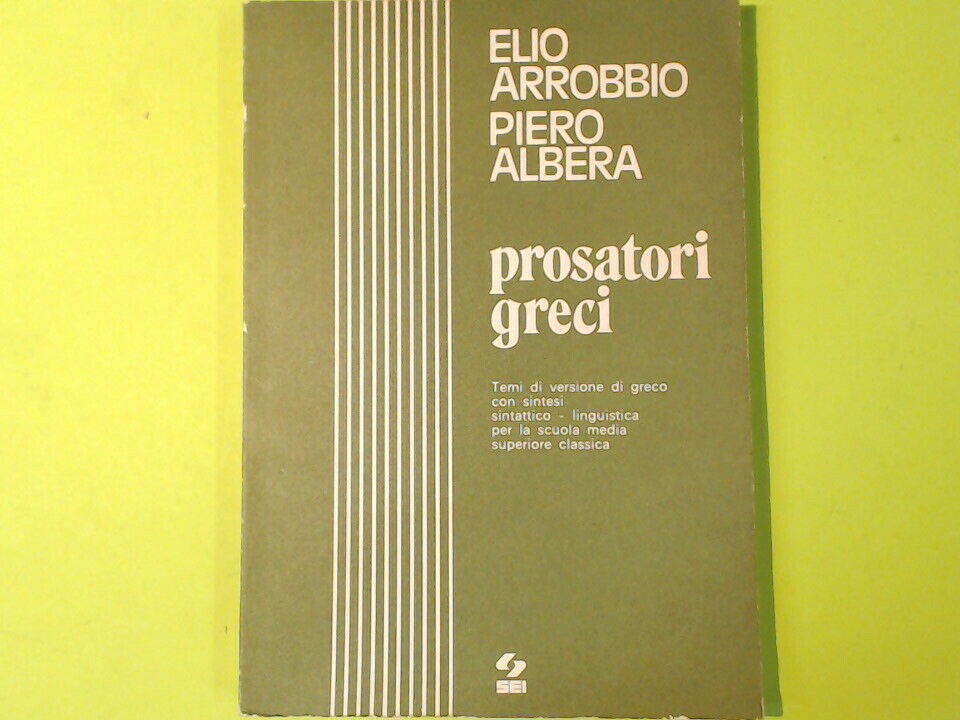 ELIO
ARROBBIO
PIERO
ALBERA
prosatori
greci
Temi di versione di greco
con sintesi
sintattico - linguistica
per la scuola media
superiore classica
SEI